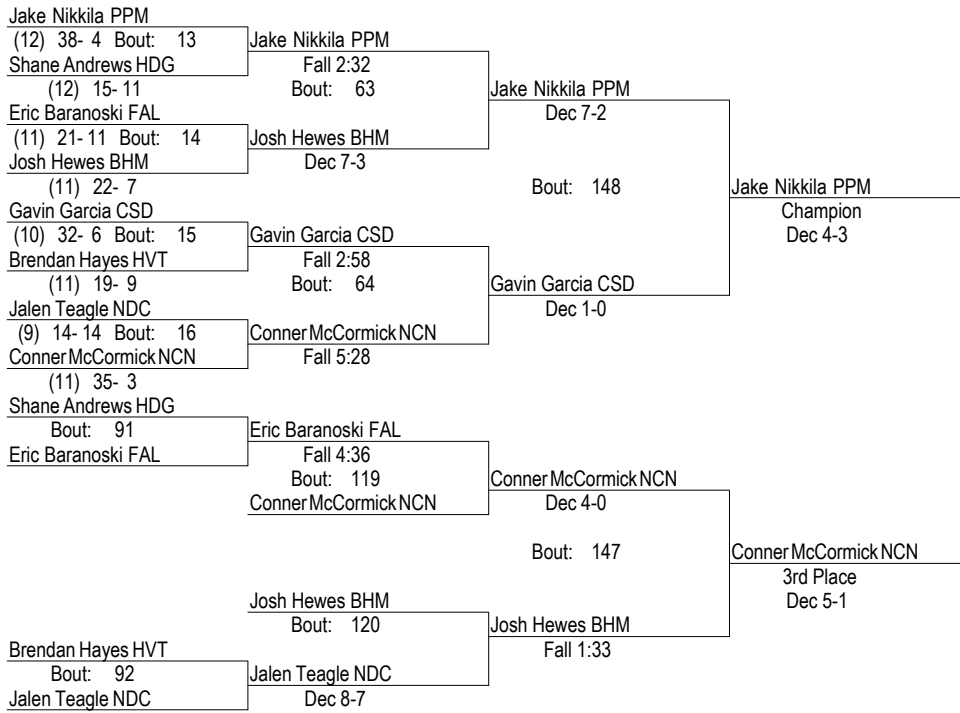 Jake Nikkila PPM
(12) 38- 4 Bout: 13
Jake Nikkila PPM
Shane Andrews HDG
Fall 2:32
(12) 15- 11
Bout: 63
Jake Nikkila PPM
Eric Baranoski FAL
Dec 7-2
(11) 21- 11 Bout: 14
Josh Hewes BHM
Josh Hewes BHM
Dec 7-3
(11) 22- 7
Bout: 148
Jake Nikkila PPM
Gavin Garcia CSD
Champion
(10) 32- 6 Bout: 15
Gavin Garcia CSD
Dec 4-3
Brendan Hayes HVT
Fall 2:58
(11) 19- 9
Bout: 64
Gavin Garcia CSD
Jalen Teagle NDC
Dec 1-0
(9) 14- 14 Bout: 16
Conner McCormick NCN
Conner McCormick NCN
Fall 5:28
(11) 35- 3
Shane Andrews HDG
Bout: 91
Eric Baranoski FAL
Eric Baranoski FAL
Fall 4:36
Bout: 119
Conner McCormick NCN
Conner McCormick NCN
Dec 4-0
Bout: 147
Conner McCormick NCN
3rd Place
Josh Hewes BHM
Dec 5-1
Bout: 120
Josh Hewes BHM
Brendan Hayes HVT
Fall 1:33
Bout: 92
Jalen Teagle NDC
Jalen Teagle NDC
Dec 8-7